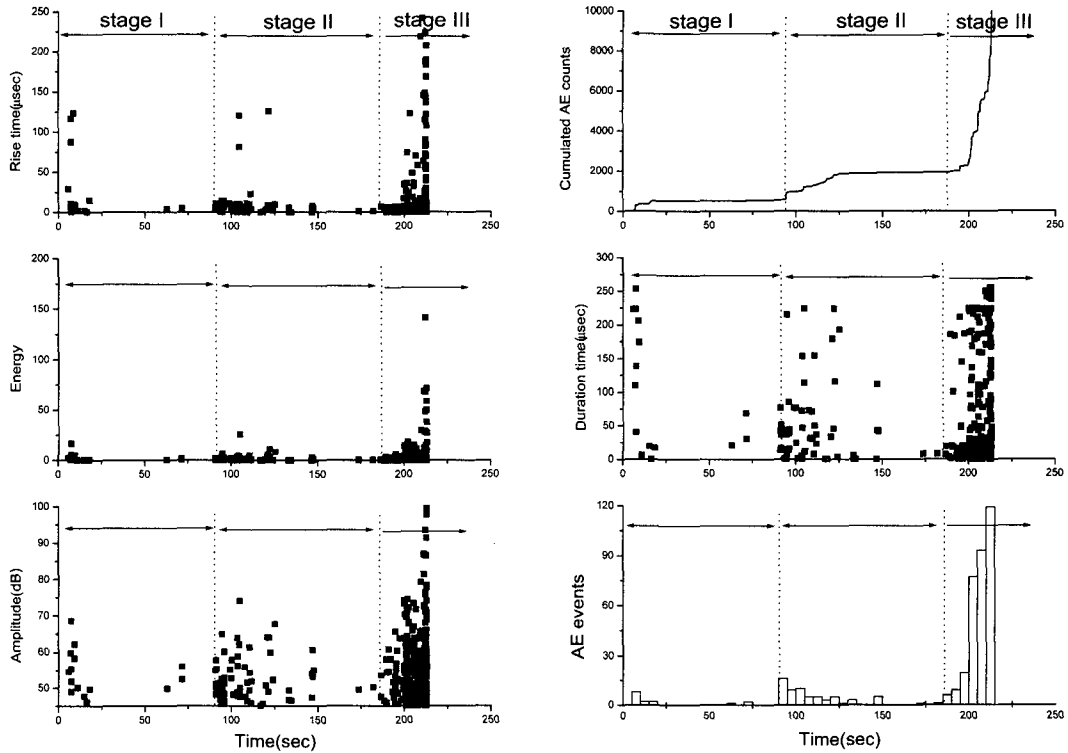 stage I stage II stage III
250
200
150
100
50
0
Rise time(μsec)
0 50 100 150 200 250
stage I stage II stage III
10000
8000
6000
4000
2000
0
Cumulated AE counts
0 50 100 150 200 250
200
150
100
50
0
Energy
0 50 100 150 200 250
300
250
200
150
100
50
0
Duration time(μsec)
0 50 100 150 200 250
100
90
80
70
60
50
Amplitude(dB)
0 50 100 150 200 250
Time(sec)
120
90
60
30
0
AE events
0 50 100 150 200 250
Time(sec)